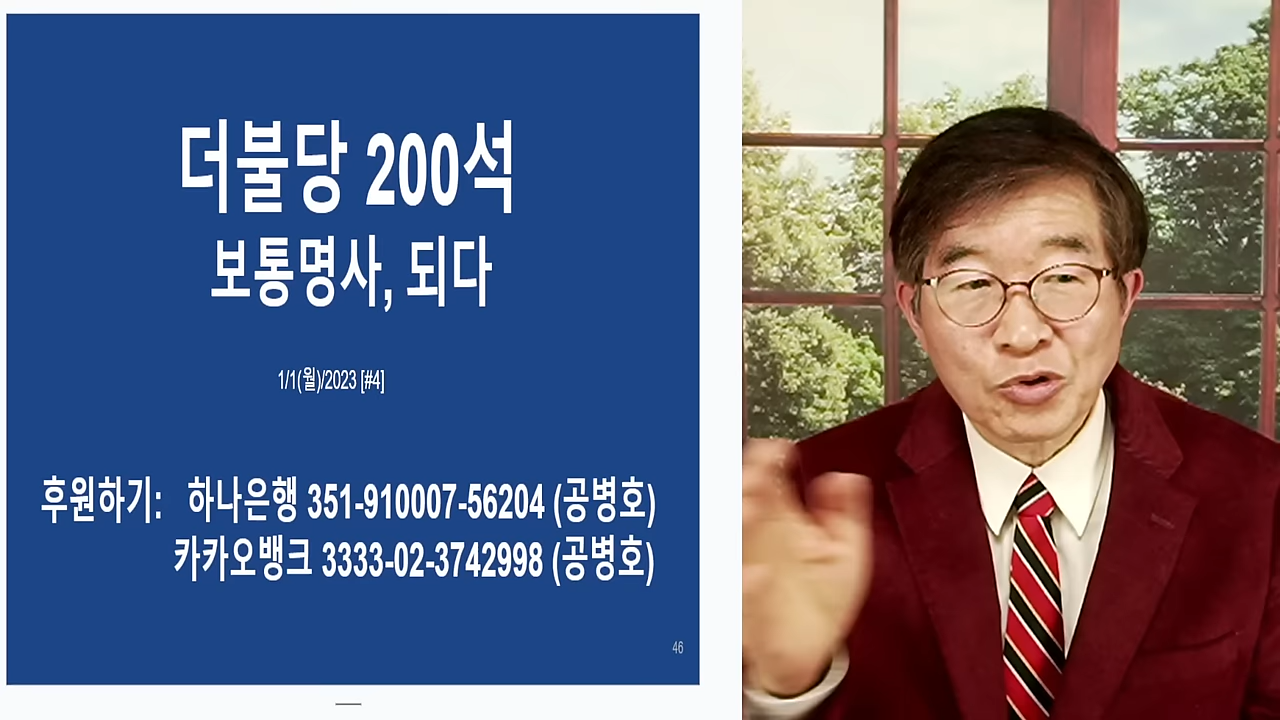 더불당 200석
보통명사, 되다
1/1(월)/2023 [#4]
후원하기: 하나은행 351-910007-56204 (공병호)
카카오뱅크 3333-02-3742998 (공병호)
46